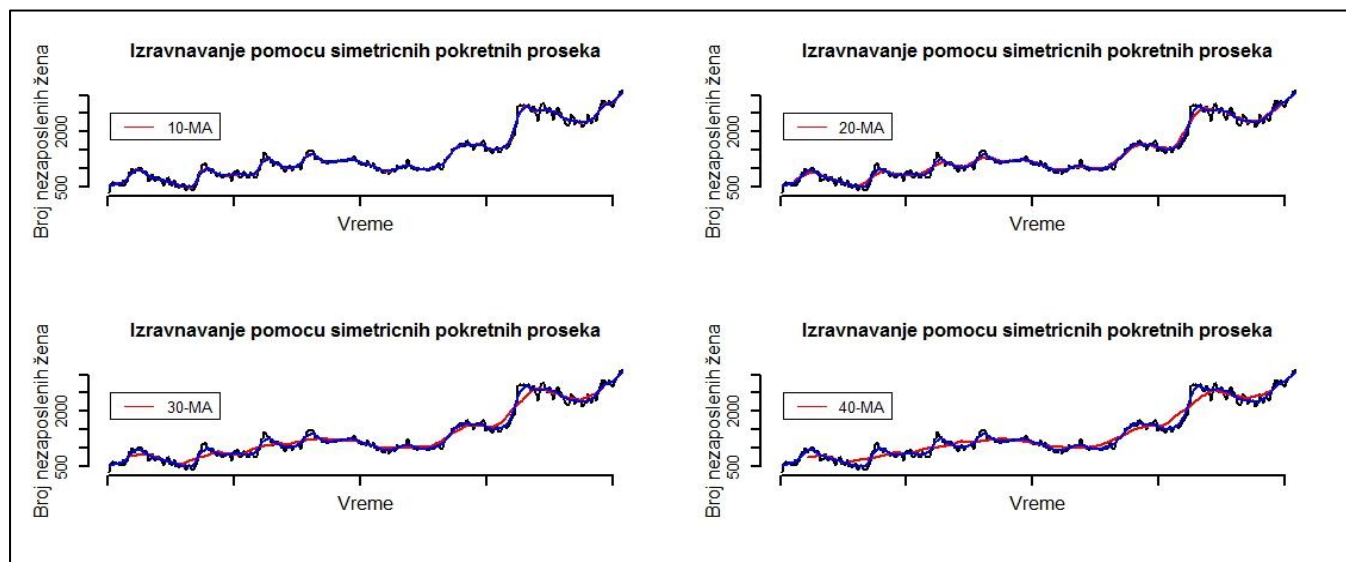 Izravnavanje pomocu simetricnih pokretnih proseka
Broj nezaposlenih žena
500 2000
10-MA
Vreme
Izravnavanje pomocu simetricnih pokretnih proseka
Broj nezaposlenih žena
500 2000
20-MA
Vreme
Izravnavanje pomocu simetricnih pokretnih proseka
Broj nezaposlenih žena
500 2000
30-MA
Vreme
Izravnavanje pomocu simetricnih pokretnih proseka
Broj nezaposlenih žena
500 2000
40-MA
Vreme